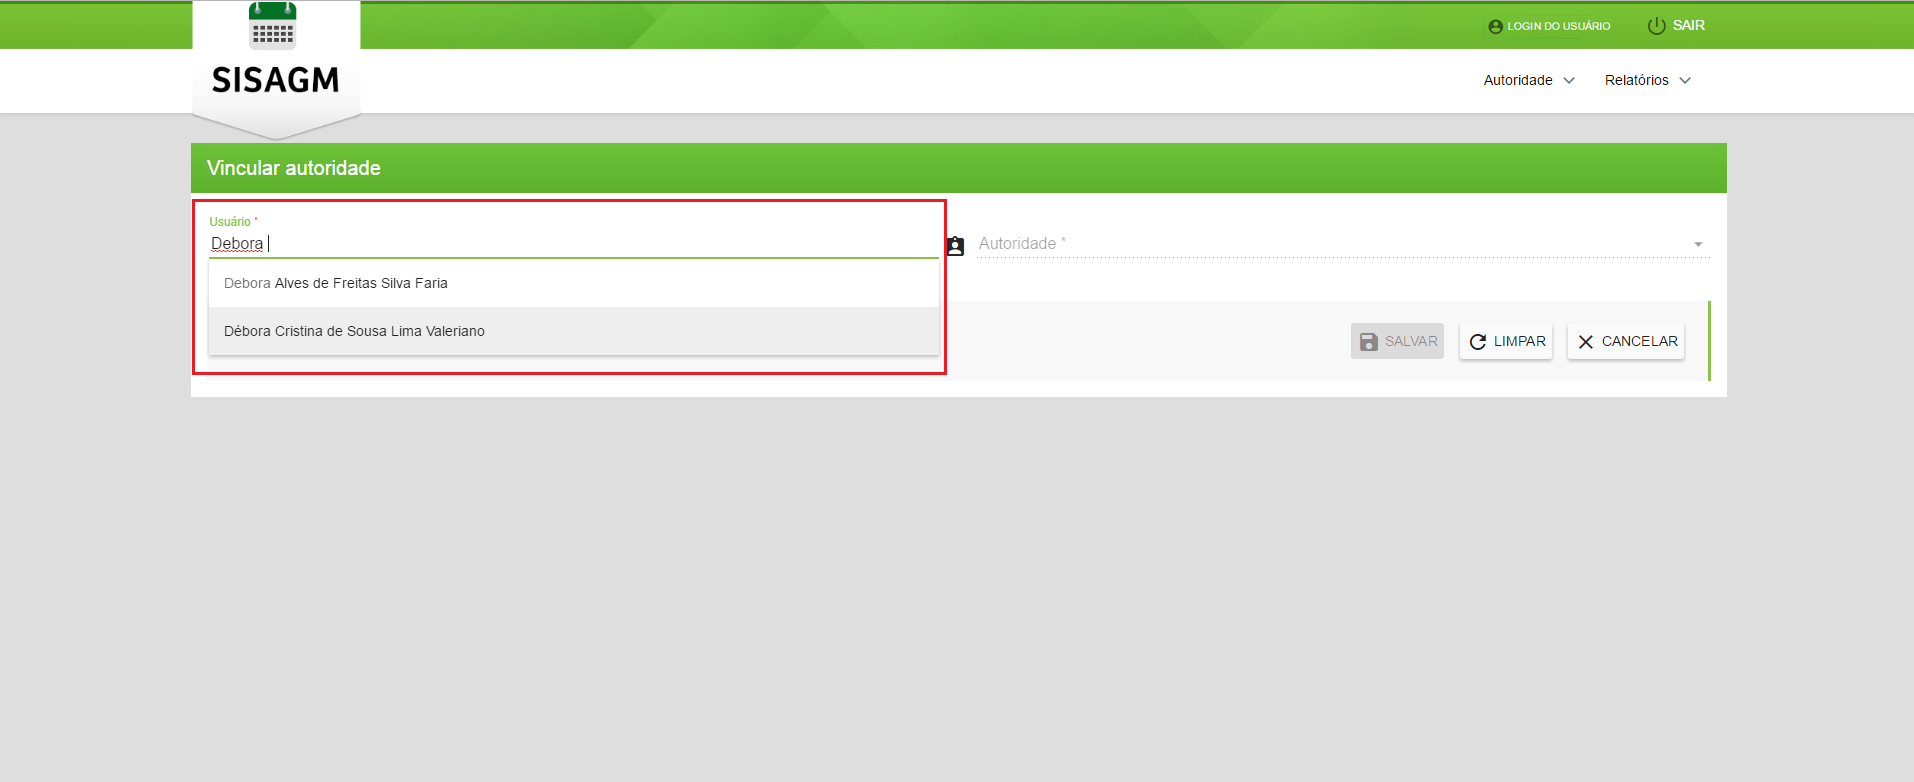 LOGIN DO USUÁRIO
SAIR
SISAGM
Autoridade
Relatórios
Vincular autoridade
Usuário *
Debora
Autoridade *
Debora Alves de Freitas Silva Faria
Débora Cristina de Sousa Lima Valeriano
SALVAR
LIMPAR
CANCELAR